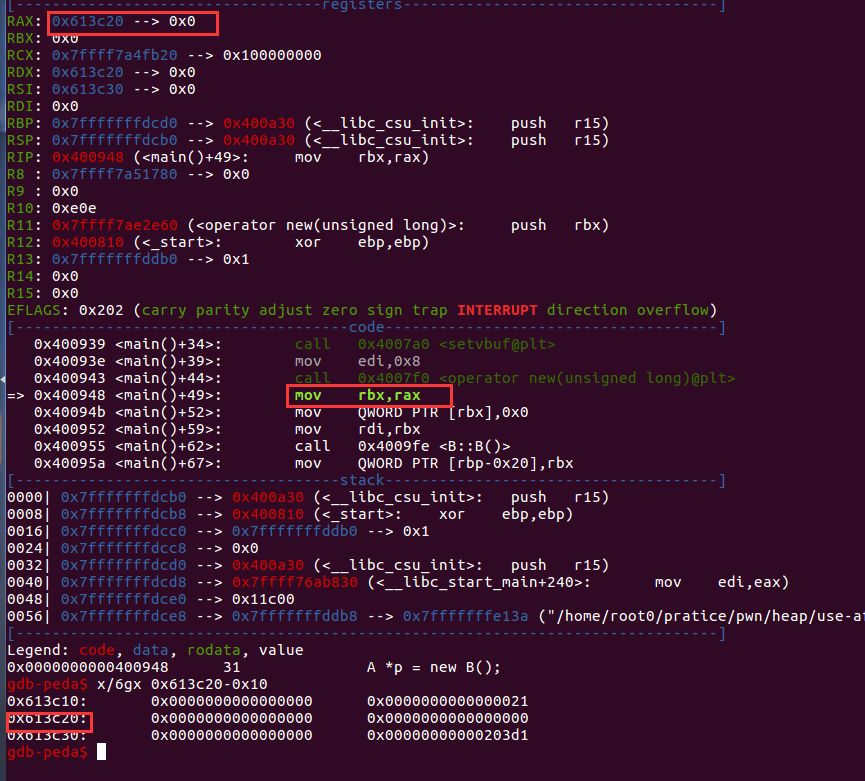 [-------------------------------registers-----------------------------------]
RAX: 0x613c20 --> 0x0
RBX: 0x0
RCX: 0x7ffff7a4fb20 --> 0x100000000
RDX: 0x613c20 --> 0x0
RSI: 0x613c30 --> 0x0
RDI: 0x0
RBP: 0x7fffffffdcd0 --> 0x400a30 (<__libc_csu_init>: push r15)
RSP: 0x7fffffffdcb0 --> 0x400a30 (<__libc_csu_init>: push r15)
RIP: 0x400948 (<main()+49>: mov rbx,rax)
R8 : 0x7ffff7a51780 --> 0x0
R9 : 0x0
R10: 0xe0e
R11: 0x7ffff7ae2e60 (<operator new(unsigned long)>: push rbx)
R12: 0x400810 (<_start>: xor ebp,ebp)
R13: 0x7fffffffddb0 --> 0x1
R14: 0x0
R15: 0x0
EFLAGS: 0x202 (carry parity adjust zero sign trap INTERRUPT direction overflow)
[-------------------------------------code-------------------------------------]
0x400939 <main()+34>: call 0x4007a0 <setvbuf@plt>
0x40093e <main()+39>: mov edi,0x8
0x400943 <main()+44>: call 0x4007f0 <operator new(unsigned long)@plt>
=> 0x400948 <main()+49>: mov rbx,rax
0x40094b <main()+52>: mov QWORD PTR [rbx],0x0
0x400952 <main()+59>: mov rdi,rbx
0x400955 <main()+62>: call 0x4009fe <B::B()>
0x40095a <main()+67>: mov QWORD PTR [rbp-0x20],rbx
[------------------------------------stack-------------------------------------]
0000| 0x7fffffffdcb0 --> 0x400a30 (<__libc_csu_init>: push r15)
0008| 0x7fffffffdcb8 --> 0x400810 (<_start>: xor ebp,ebp)
0016| 0x7fffffffdcc0 --> 0x7fffffffddb0 --> 0x1
0024| 0x7fffffffdcc8 --> 0x0
0032| 0x7fffffffdcd0 --> 0x400a30 (<__libc_csu_init>: push r15)
0040| 0x7fffffffdcd8 --> 0x7ffff76ab830 (<__libc_start_main+240>: mov edi,eax)
0048| 0x7fffffffdce0 --> 0x11c00
0056| 0x7fffffffdce8 --> 0x7fffffffddb8 --> 0x7fffffffe13a ("/home/root0/pratice/pwn/heap/use-a
[------------------------------------------------------------------------------]
Legend: code, data, rodata, value
0x0000000000400948 31 A *p = new B();
gdb-peda$ x/6gx 0x613c20-0x10
0x613c10: 0x0000000000000000 0x0000000000000021
0x613c20: 0x0000000000000000 0x0000000000000000
0x613c30: 0x0000000000000000 0x00000000000203d1
gdb-peda$